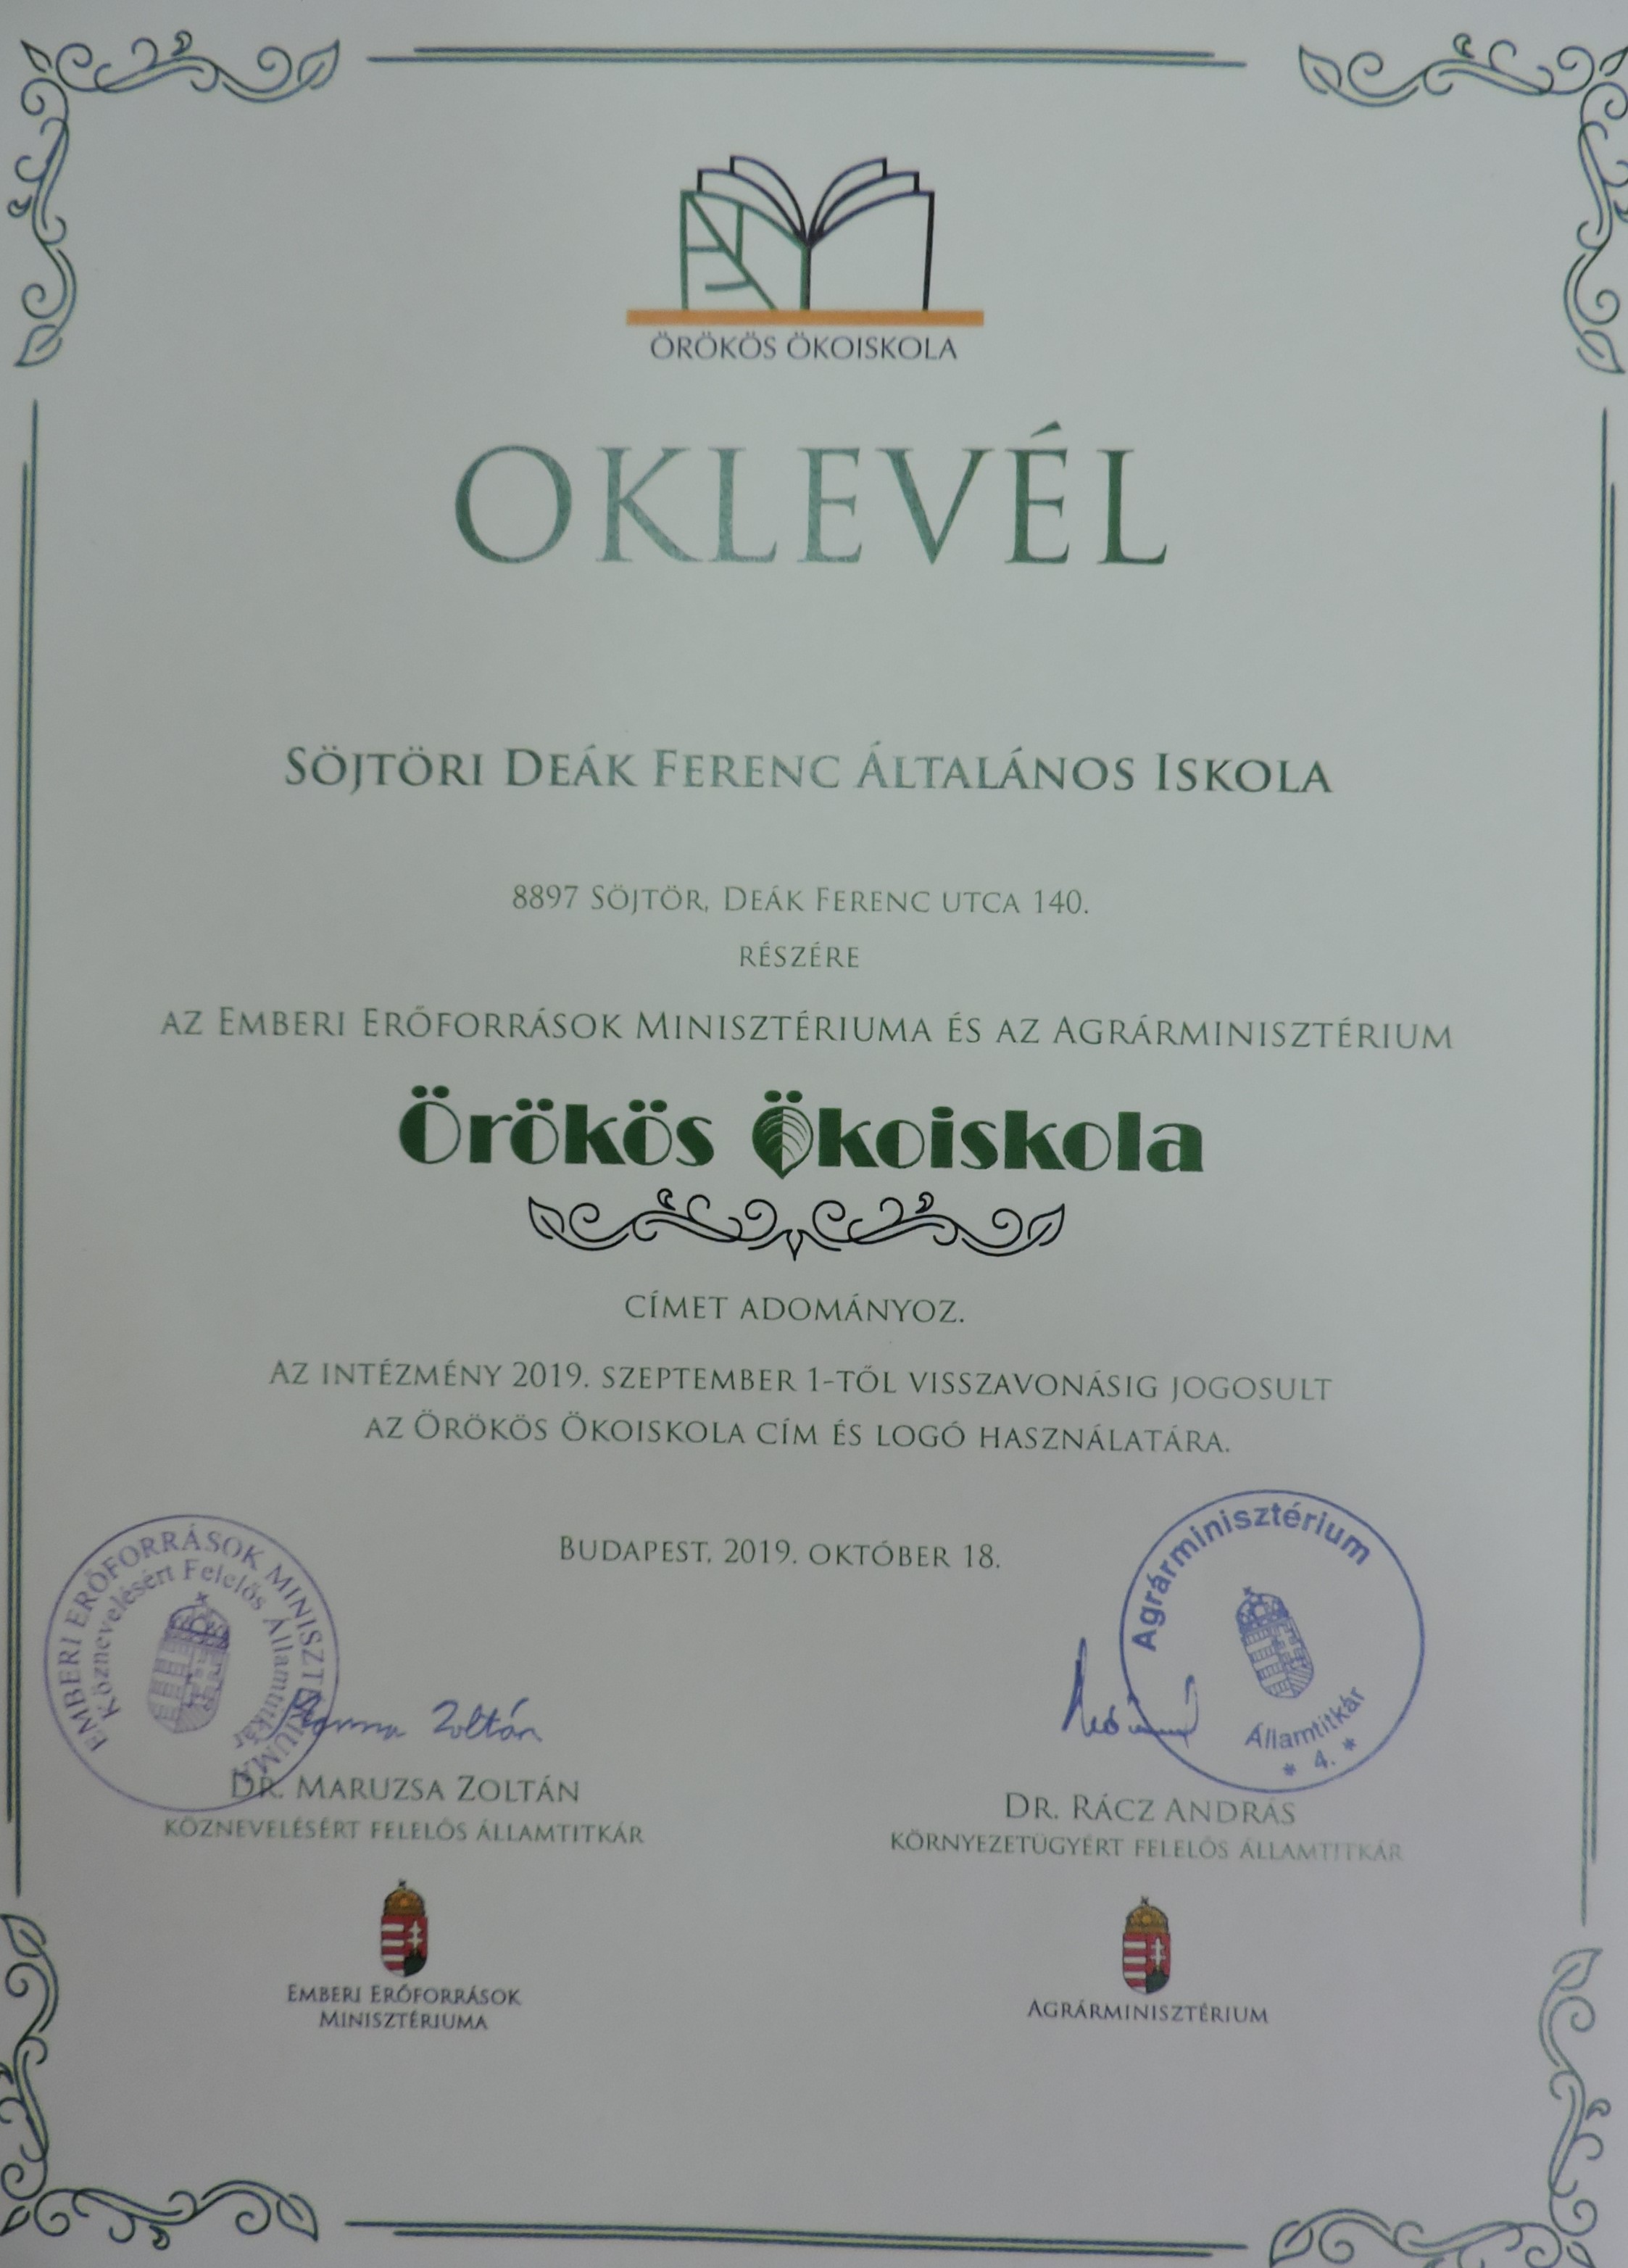 ÖRÖKÖS ÖKOISKOLA
OKLEVÉL
SÖJTÖRI DEÁK FERENC ÁLTALÁNOS ISKOLA
8897 SÖJTÖR, DEÁK FERENC UTCA 140.
RÉSZÉRE
AZ EMBERI ERŐFORRÁSOK MINISZTÉRIUMA ÉS AZ AGRÁRMINISZTÉRIUM
Örökös Ökoiskola
CÍMET ADOMÁNYOZ.
AZ INTÉZMÉNY 2019. SZEPTEMBER 1-TŐL VISSZAVONÁSIG JOGOSULT
AZ ÖRÖKÖS ÖKOISKOLA CÍM ÉS LOGÓ HASZNÁLATÁRA.
BUDAPEST, 2019. OKTÓBER 18.
EMBERI ERŐFORRÁSOK MINISZTÉRIUMA
Köznevelésért Felelős Államtitkár
Zoltán
DR. MARUZSA ZOLTÁN
KÖZNEVELÉSÉRT FELELŐS ÁLLAMTITKÁR
EMBERI ERŐFORRÁSOK
MINISZTÉRIUMA
Agrárminisztérium
Államtitkár
* 4. *
DR. RÁCZ ANDRÁS
KÖRNYEZETÜGYÉRT FELELŐS ÁLLAMTITKÁR
AGRÁRMINISZTÉRIUM